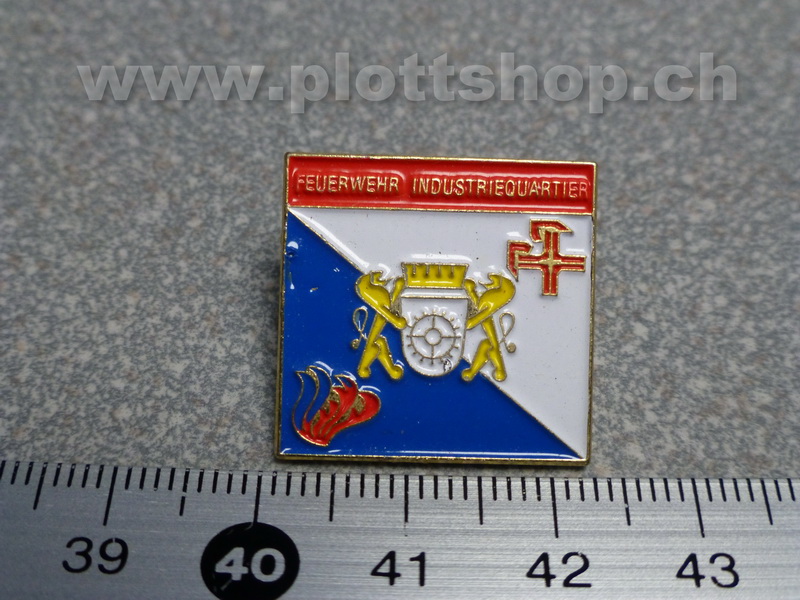 www.plottshop.ch
FEUERWEHR INDUSTRIEQUARTIER
39 40 41 42 43